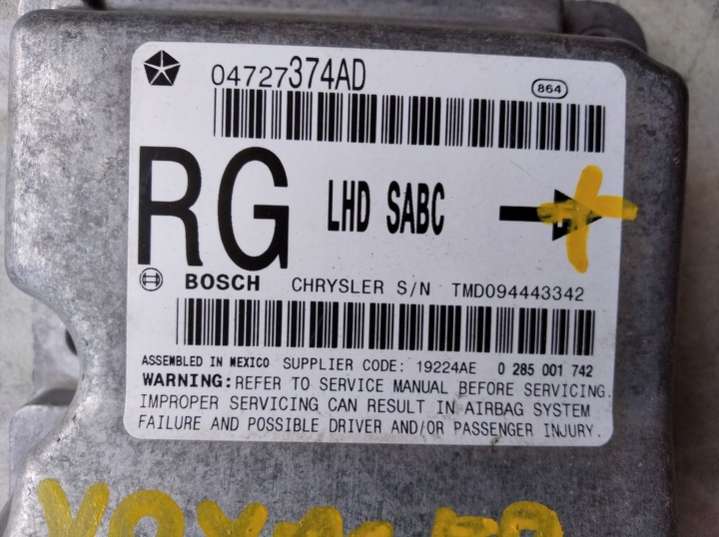 04727374AD
864
RG
LHD SABC
BOSCH CHRYSLER S/N TMD094443342
ASSEMBLED IN MEXICO SUPPLIER CODE: 19224AE 0 285 001 742
WARNING: REFER TO SERVICE MANUAL BEFORE SERVICING.
IMPROPER SERVICING CAN RESULT IN AIRBAG SYSTEM
FAILURE AND POSSIBLE DRIVER AND/OR PASSENGER INJURY.